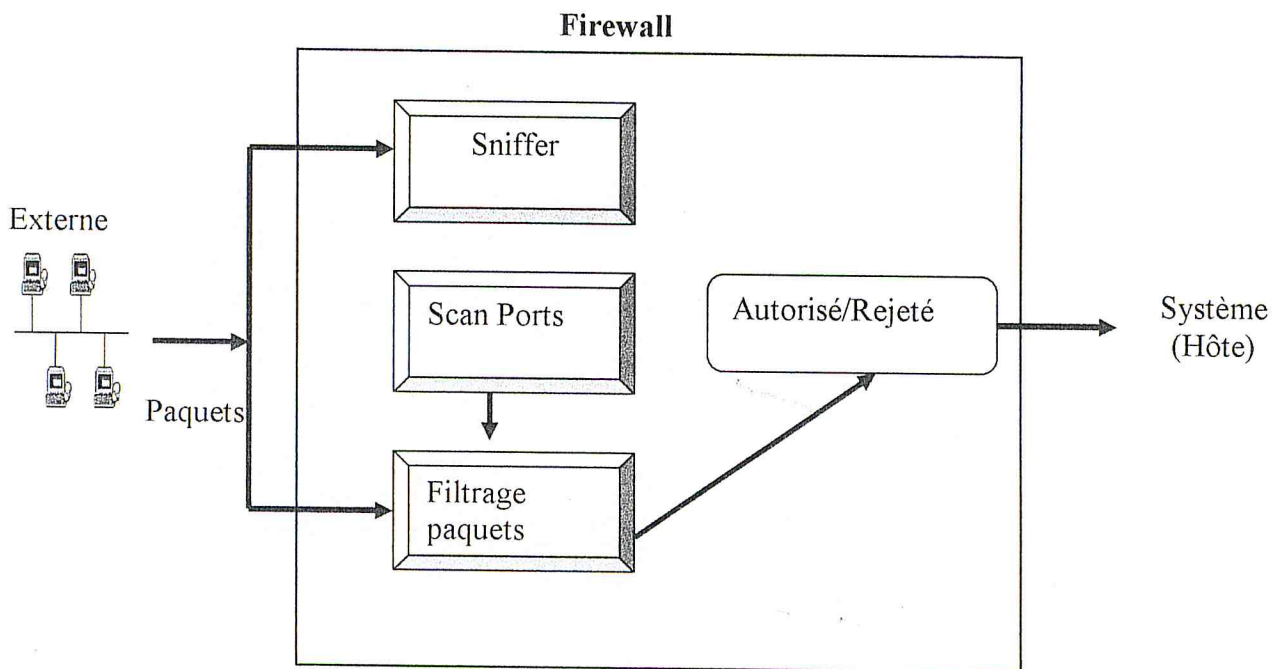 Firewall
Sniffer
Externe
Scan Ports
Autorisé/Rejeté
Système
(Hôte)
Paquets
Filtrage
paquets